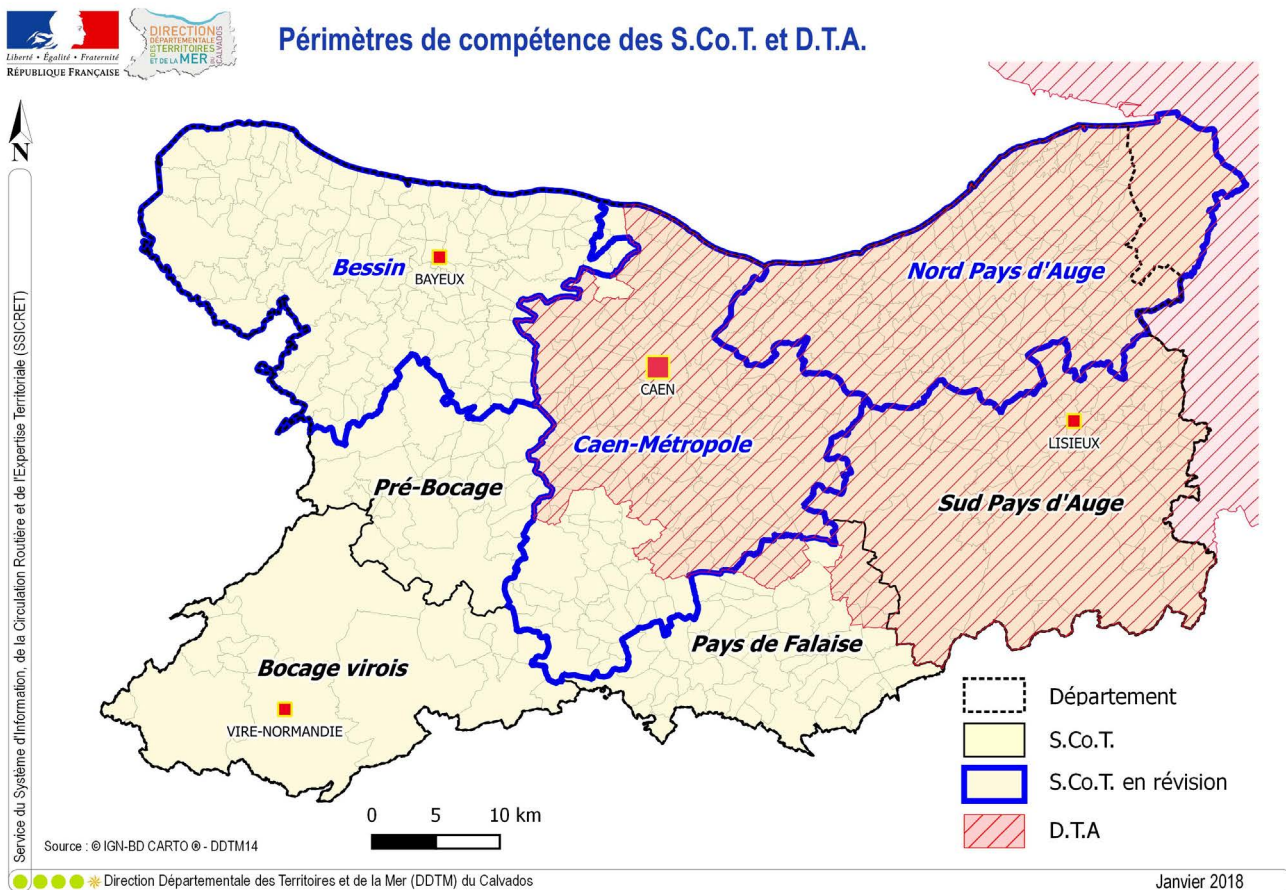 Liberté • Égalité • Fraternité
RÉPUBLIQUE FRANÇAISE
DIRECTION
DÉPARTEMENTALE
DES TERRITOIRES
ET DE LA MER
DU CALVADOS
Périmètres de compétence des S.Co.T. et D.T.A.
N
Service du Système d'Information, de la Circulation Routière et de l'Expertise Territoriale (SSICRET)
Bessin
BAYEUX
Nord Pays d'Auge
CAEN
Caen-Métropole
LISIEUX
Pré-Bocage
Sud Pays d'Auge
Pays de Falaise
Bocage virois
VIRE-NORMANDIE
Département
S.Co.T.
S.Co.T. en révision
D.T.A
0 5 10 km
Source : © IGN-BD CARTO ® - DDTM14
Direction Départementale des Territoires et de la Mer (DDTM) du Calvados
Janvier 2018